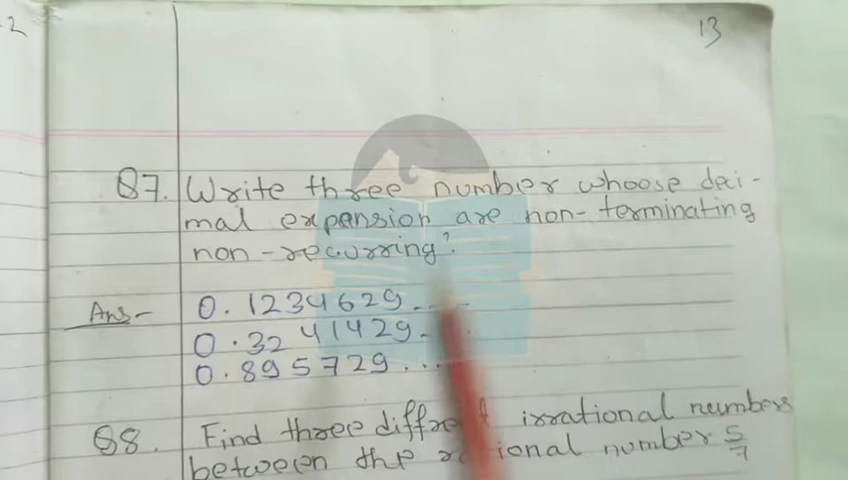 -2
13
Q7. Write three number whoose deci-
mal expansion are non-terminating
non-recurring?
Ans- 0.1234629....
0.3241429....
0.895729...
Q8. Find three irrational numbers
between the number 5/7